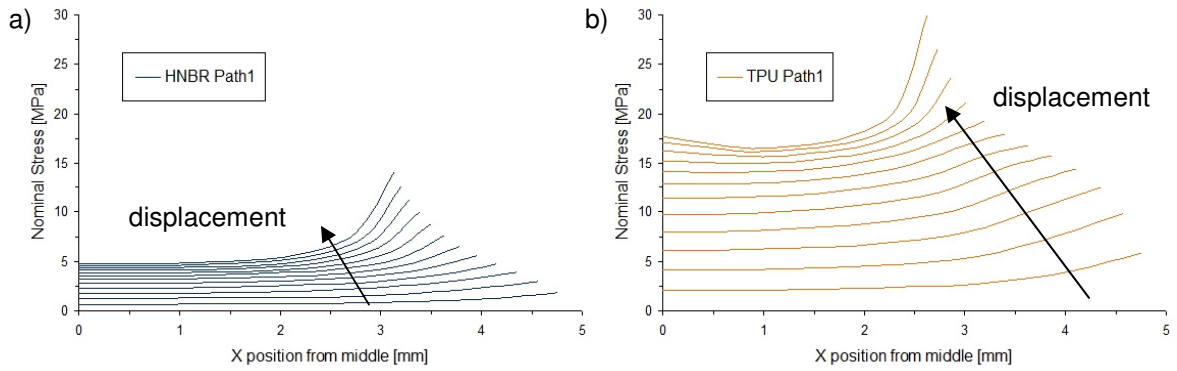 a)
30
25
20
15
10
5
0
Nominal Stress [MPa]
HNBR Path1
displacement
0 1 2 3 4 5
X position from middle [mm]
b)
30
25
20
15
10
5
0
Nominal Stress [MPa]
TPU Path1
displacement
0 1 2 3 4 5
X position from middle [mm]